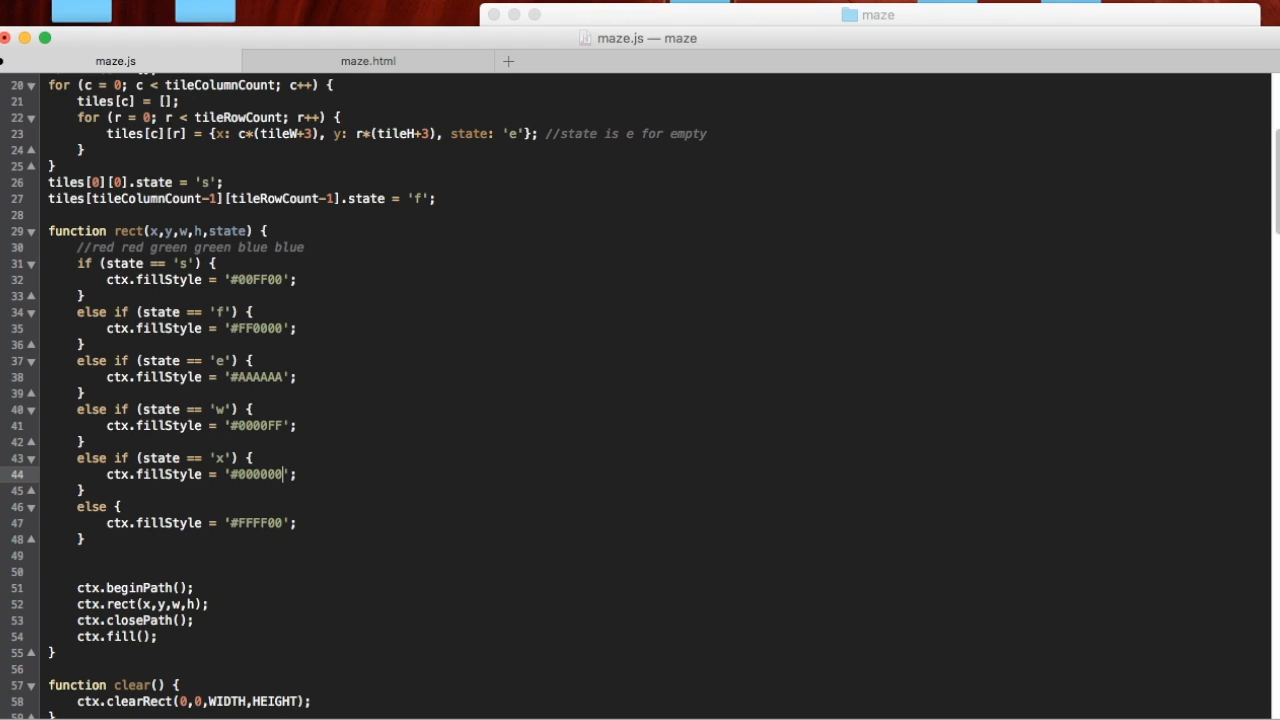 maze
maze.js — maze
maze.js
maze.html
20 for (c = 0; c < tileColumnCount; c++) {
21 tiles[c] = [];
22 for (r = 0; r < tileRowCount; r++) {
23 tiles[c][r] = {x: c*(tileW+3), y: r*(tileH+3), state: 'e'}; //state is e for empty
24 }
25 }
26 tiles[0][0].state = 's';
27 tiles[tileColumnCount-1][tileRowCount-1].state = 'f';
28
29 function rect(x,y,w,h,state) {
30 //red red green green blue blue
31 if (state == 's') {
32 ctx.fillStyle = '#00FF00';
33 }
34 else if (state == 'f') {
35 ctx.fillStyle = '#FF0000';
36 }
37 else if (state == 'e') {
38 ctx.fillStyle = '#AAAAAA';
39 }
40 else if (state == 'w') {
41 ctx.fillStyle = '#0000FF';
42 }
43 else if (state == 'x') {
44 ctx.fillStyle = '#000000';
45 }
46 else {
47 ctx.fillStyle = '#FFFF00';
48 }
49
50
51 ctx.beginPath();
52 ctx.rect(x,y,w,h);
53 ctx.closePath();
54 ctx.fill();
55 }
56
57 function clear() {
58 ctx.clearRect(0,0,WIDTH,HEIGHT);
59 }